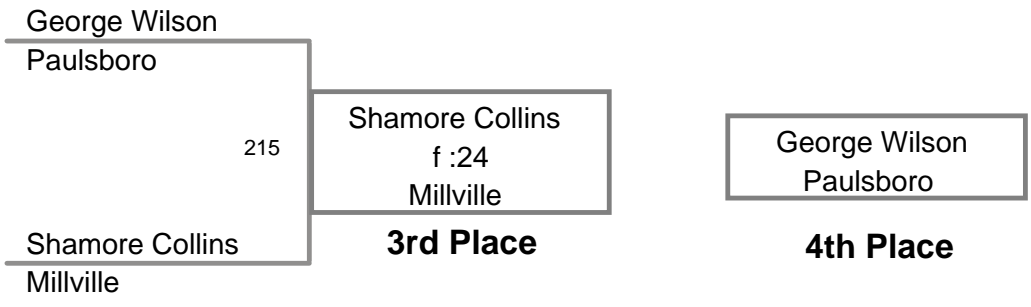 George Wilson
Paulsboro
215
Shamore Collins
Millville
Shamore Collins
f :24
Millville
3rd Place
George Wilson
Paulsboro
4th Place